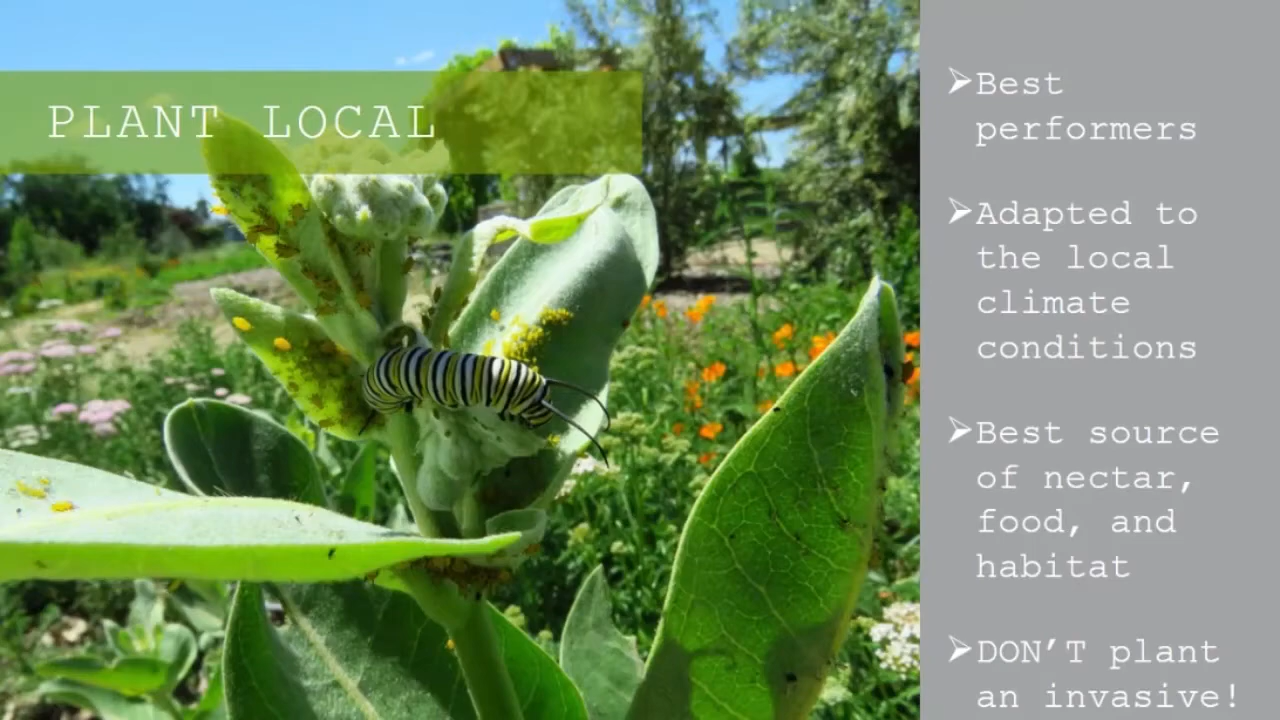 PLANT LOCAL
➢Best
performers
➢Adapted to
the local
climate
conditions
➢Best source
of nectar,
food, and
habitat
➢DON’T plant
an invasive!